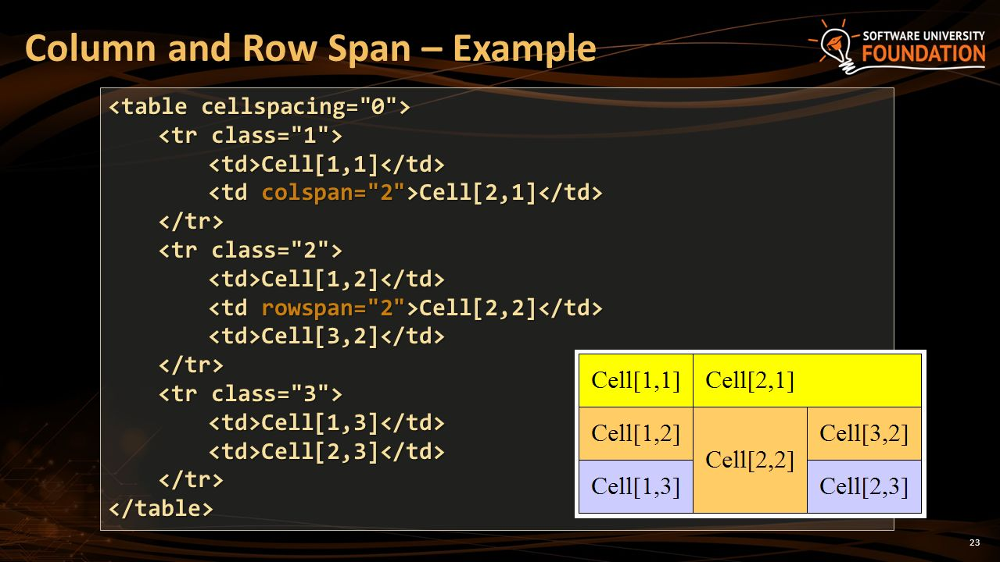 Column and Row Span – Example
SOFTWARE UNIVERSITY
FOUNDATION
<table cellspacing="0">
<tr class="1">
<td>Cell[1,1]</td>
<td colspan="2">Cell[2,1]</td>
</tr>
<tr class="2">
<td>Cell[1,2]</td>
<td rowspan="2">Cell[2,2]</td>
<td>Cell[3,2]</td>
</tr>
<tr class="3">
<td>Cell[1,3]</td>
<td>Cell[2,3]</td>
</tr>
</table>
Cell[1,1] Cell[2,1]
Cell[1,2] Cell[3,2]
Cell[2,2]
Cell[1,3] Cell[2,3]
23